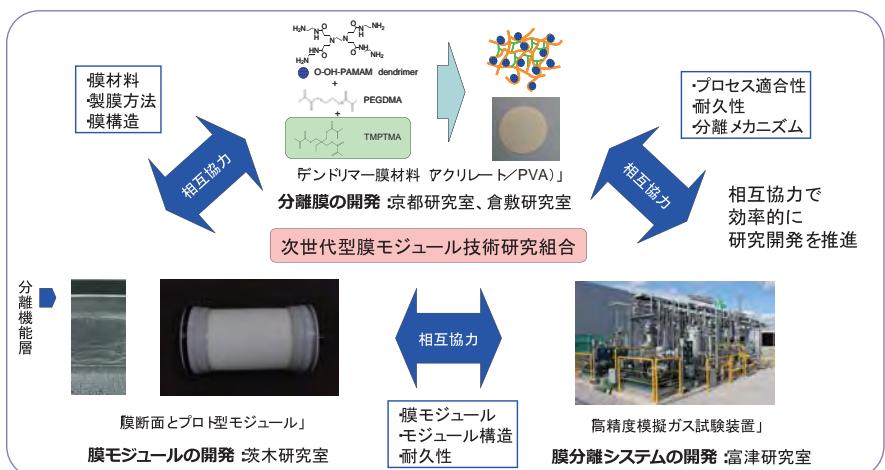 H₂N
NH₂
O
N
H
O-OH-PAMAM dendrimer
+
PEGDMA
+
TMPTMA
「デンドリマー膜材料(アクリレート/PVA)」
分離膜の開発:京都研究室、倉敷研究室
・膜材料
・製膜方法
・膜構造
相互協力
・プロセス適合性
・耐久性
・分離メカニズム
相互協力
相互協力で
効率的に
研究開発を推進
次世代型膜モジュール技術研究組合
分離機能層
「膜断面とプロト型モジュール」
膜モジュールの開発:茨木研究室
相互協力
・膜モジュール
・モジュール構造
・耐久性
「高精度模擬ガス試験装置」
膜分離システムの開発:富津研究室